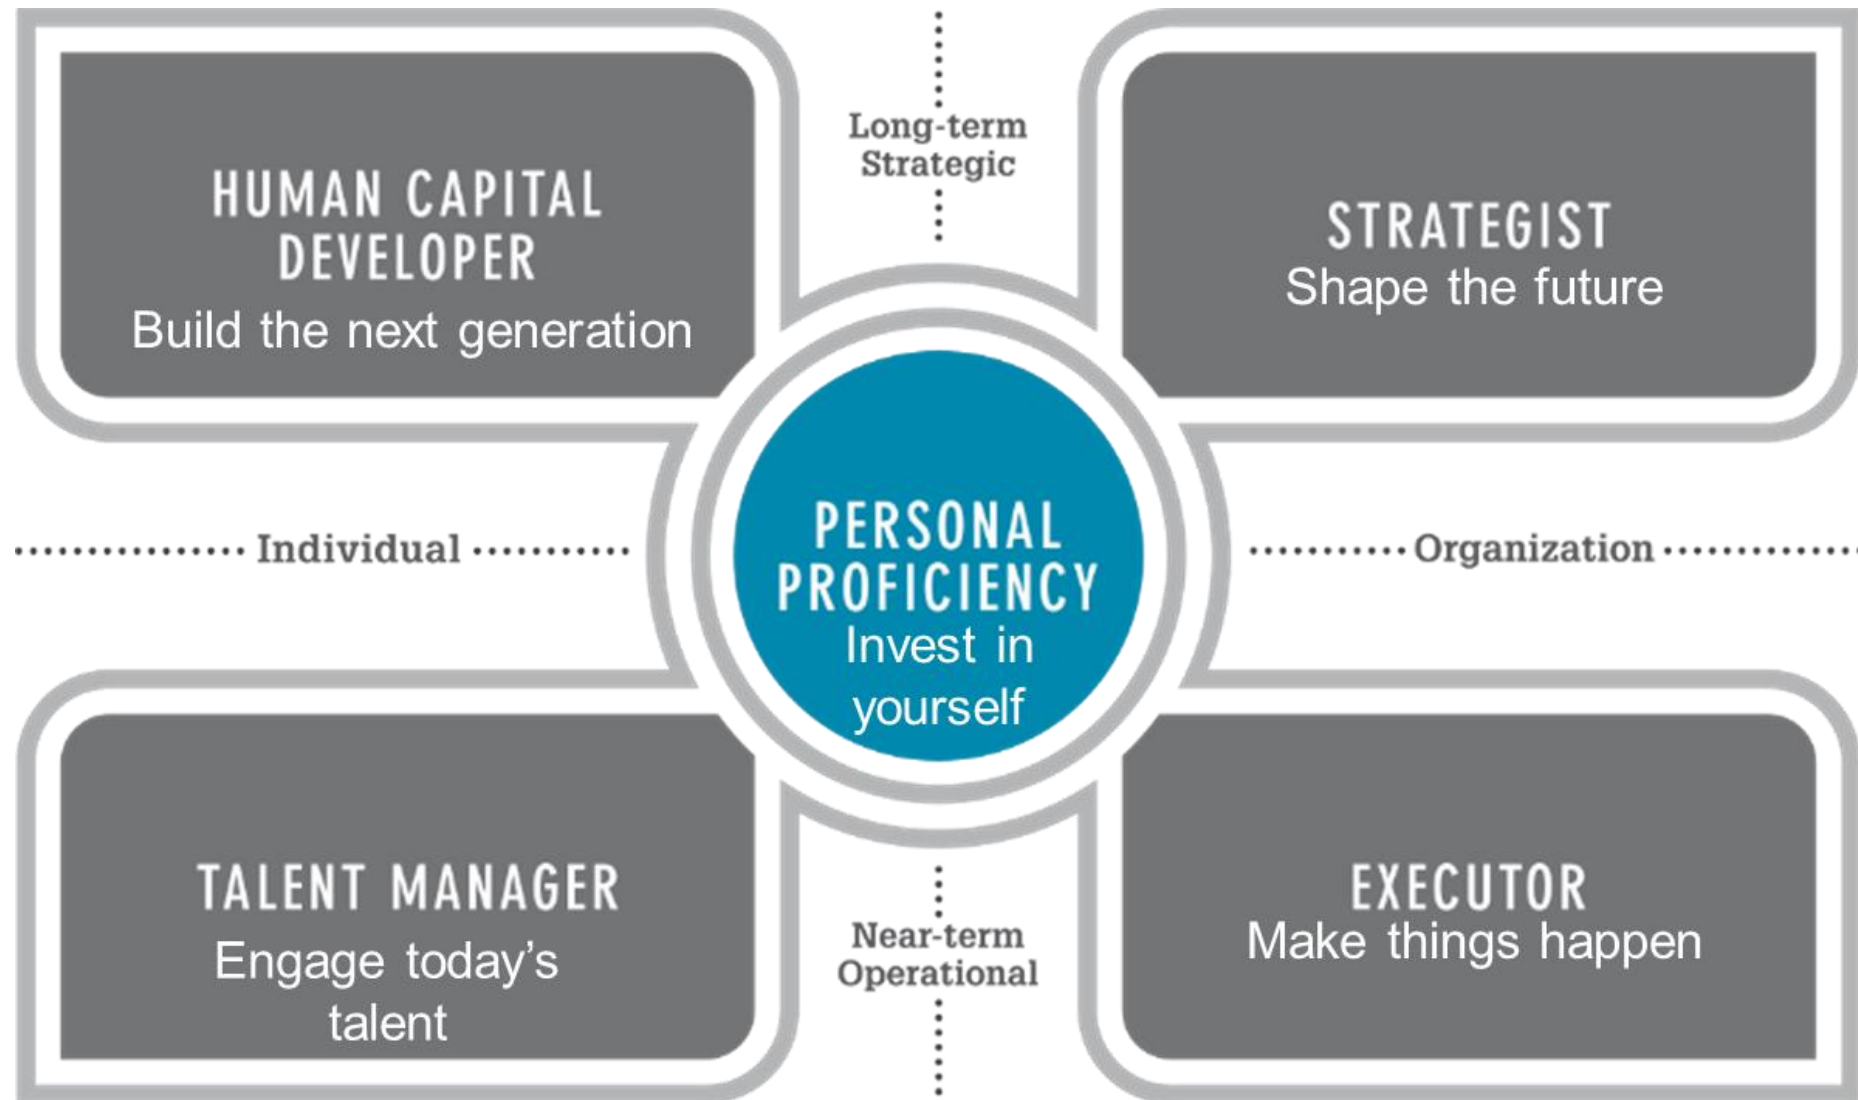 HUMAN CAPITAL
DEVELOPER
Build the next generation
Long-term
Strategic
STRATEGIST
Shape the future
Individual
PERSONAL
PROFICIENCY
Invest in
yourself
Organization
TALENT MANAGER
Engage today’s
talent
Near-term
Operational
EXECUTOR
Make things happen